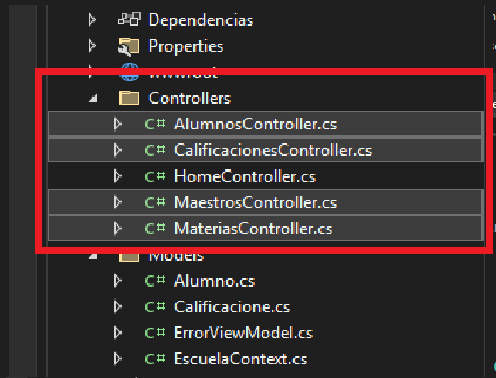 Dependencias
Properties
wwwroot
Controllers
C# AlumnosController.cs
C# CalificacionesController.cs
C# HomeController.cs
C# MaestrosController.cs
C# MateriasController.cs
Models
C# Alumno.cs
C# Calificacione.cs
C# ErrorViewModel.cs
C# EscuelaContext.cs